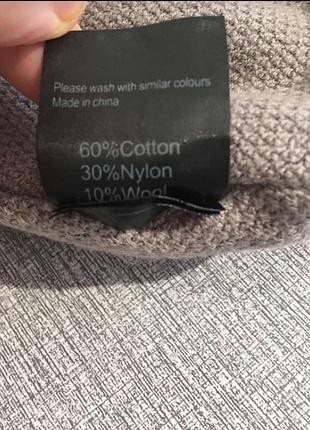 Please wash with similar colours
Made in china
60%Cotton
30%Nylon
10%Wool